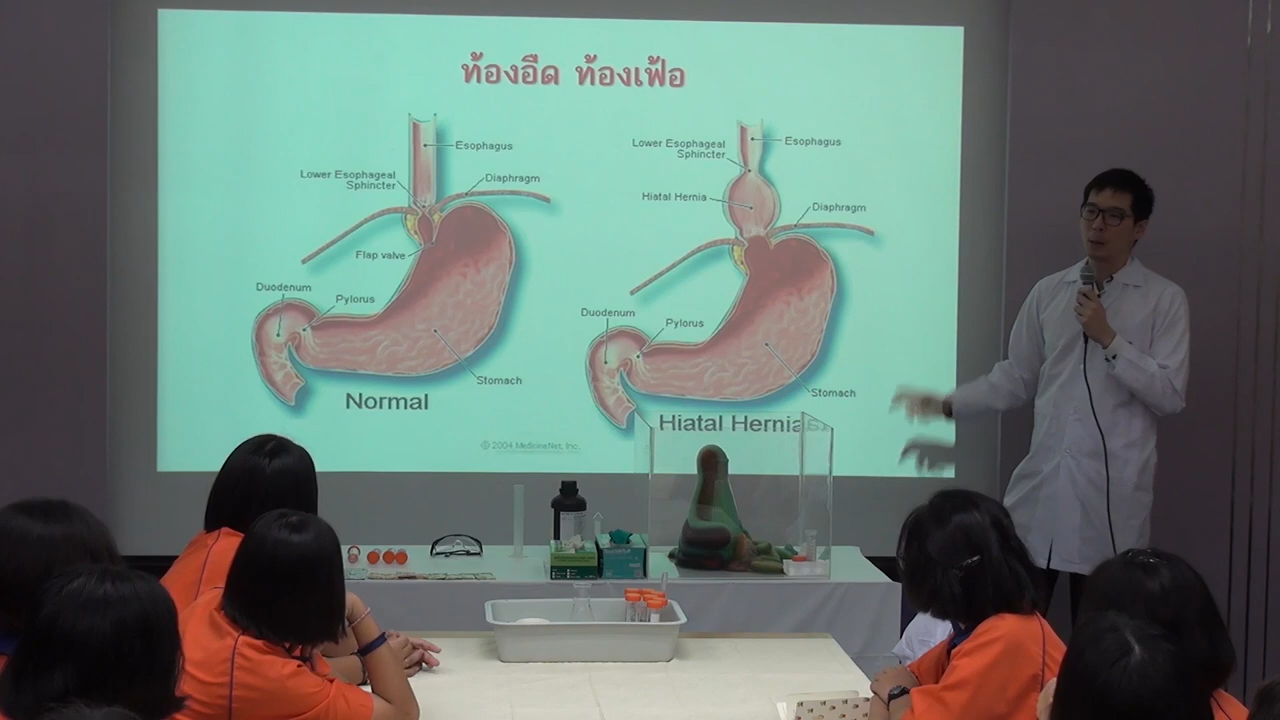 ท้องอืด ท้องเฟ้อ
Esophagus
Lower Esophageal
Sphincter
Diaphragm
Flap valve
Duodenum
Pylorus
Stomach
Normal
Lower Esophageal
Sphincter
Esophagus
Hiatal Hernia
Diaphragm
Duodenum
Pylorus
Stomach
Hiatal Hernias
© 2004 MedicineNet, Inc.